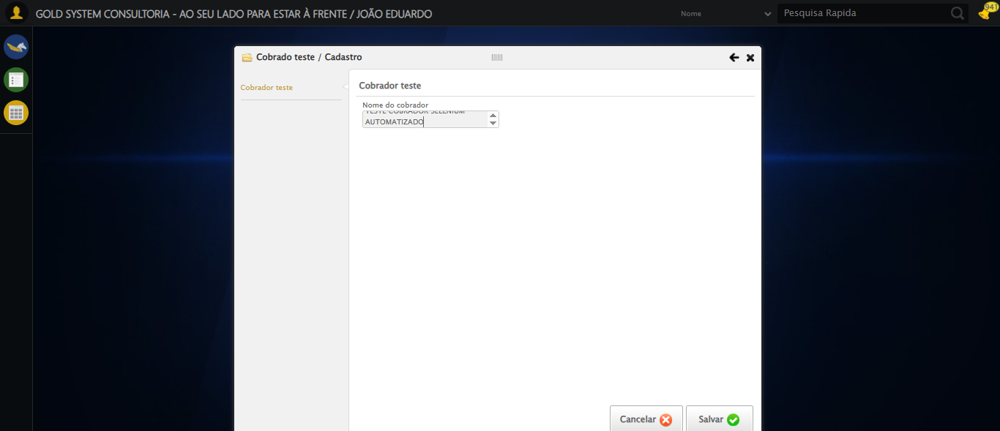 GOLD SYSTEM CONSULTORIA - AO SEU LADO PARA ESTAR À FRENTE / JOÃO EDUARDO
Nome
Pesquisa Rapida
941
Cobrado teste / Cadastro
Cobrador teste
Cobrador teste
Nome do cobrador
TESTE COBRADOR SELENIUM
AUTOMATIZADO
Cancelar
Salvar